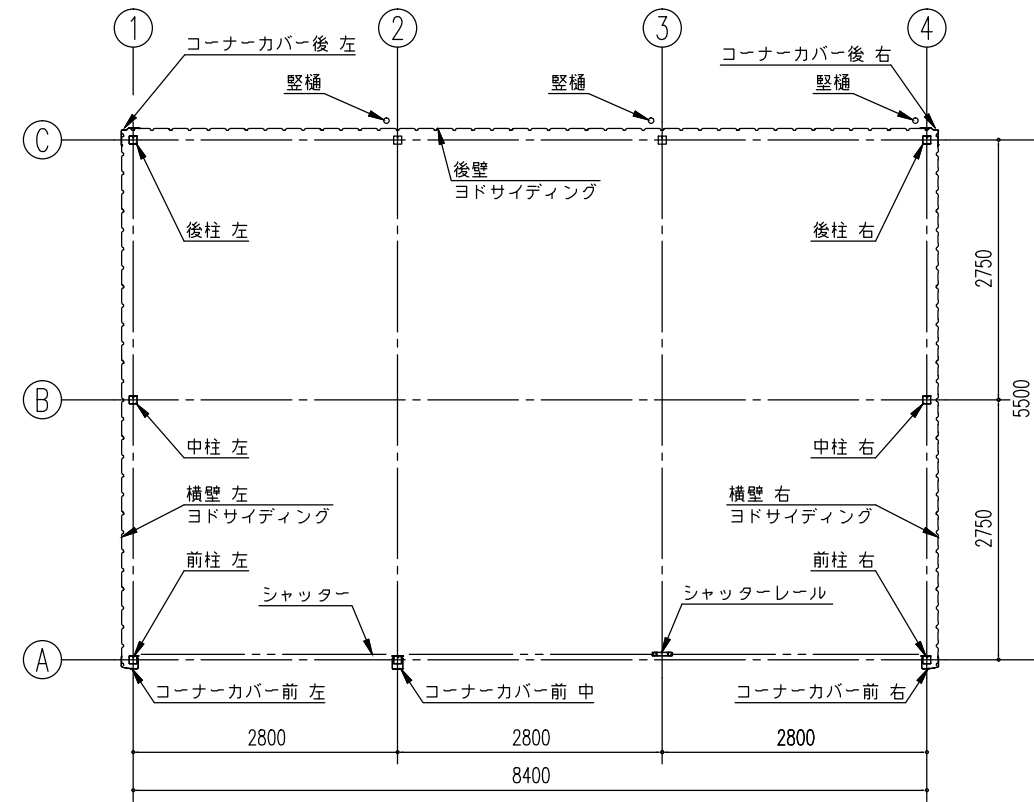 1
2
3
4
コーナーカバー後 左
コーナーカバー後 右
竪樋
竪樋
竪樋
C
後壁
ヨドサイディング
後柱 左
後柱 右
2750
B
5500
中柱 左
中柱 右
横壁 左
ヨドサイディング
横壁 右
ヨドサイディング
2750
前柱 左
前柱 右
シャッター
シャッターレール
A
コーナーカバー前 左
コーナーカバー前 中
コーナーカバー前 右
2800
2800
2800
8400